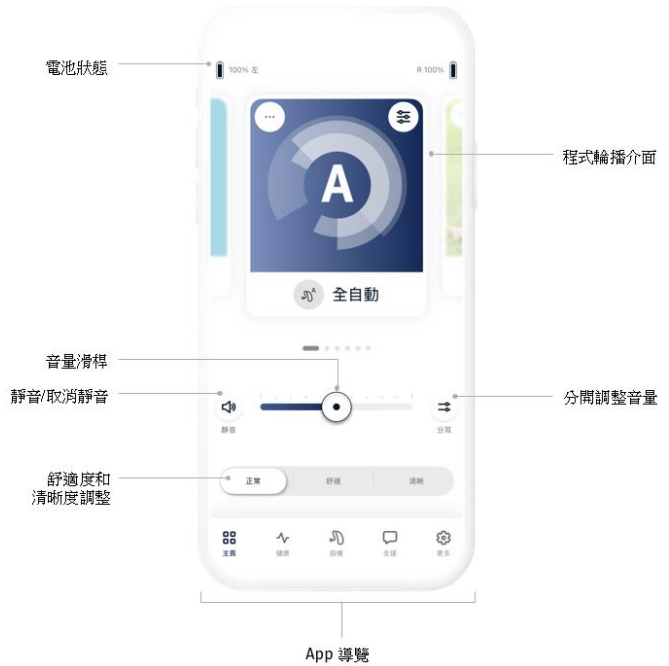 電池狀態
100% 左
R 100%
程式輪播介面
A
A
全自動
音量滑桿
靜音/取消靜音
分開調整音量
靜音
分耳
舒適度和
清晰度調整
正常
舒適
清晰
主頁
健康
設備
支援
更多
App 導覽